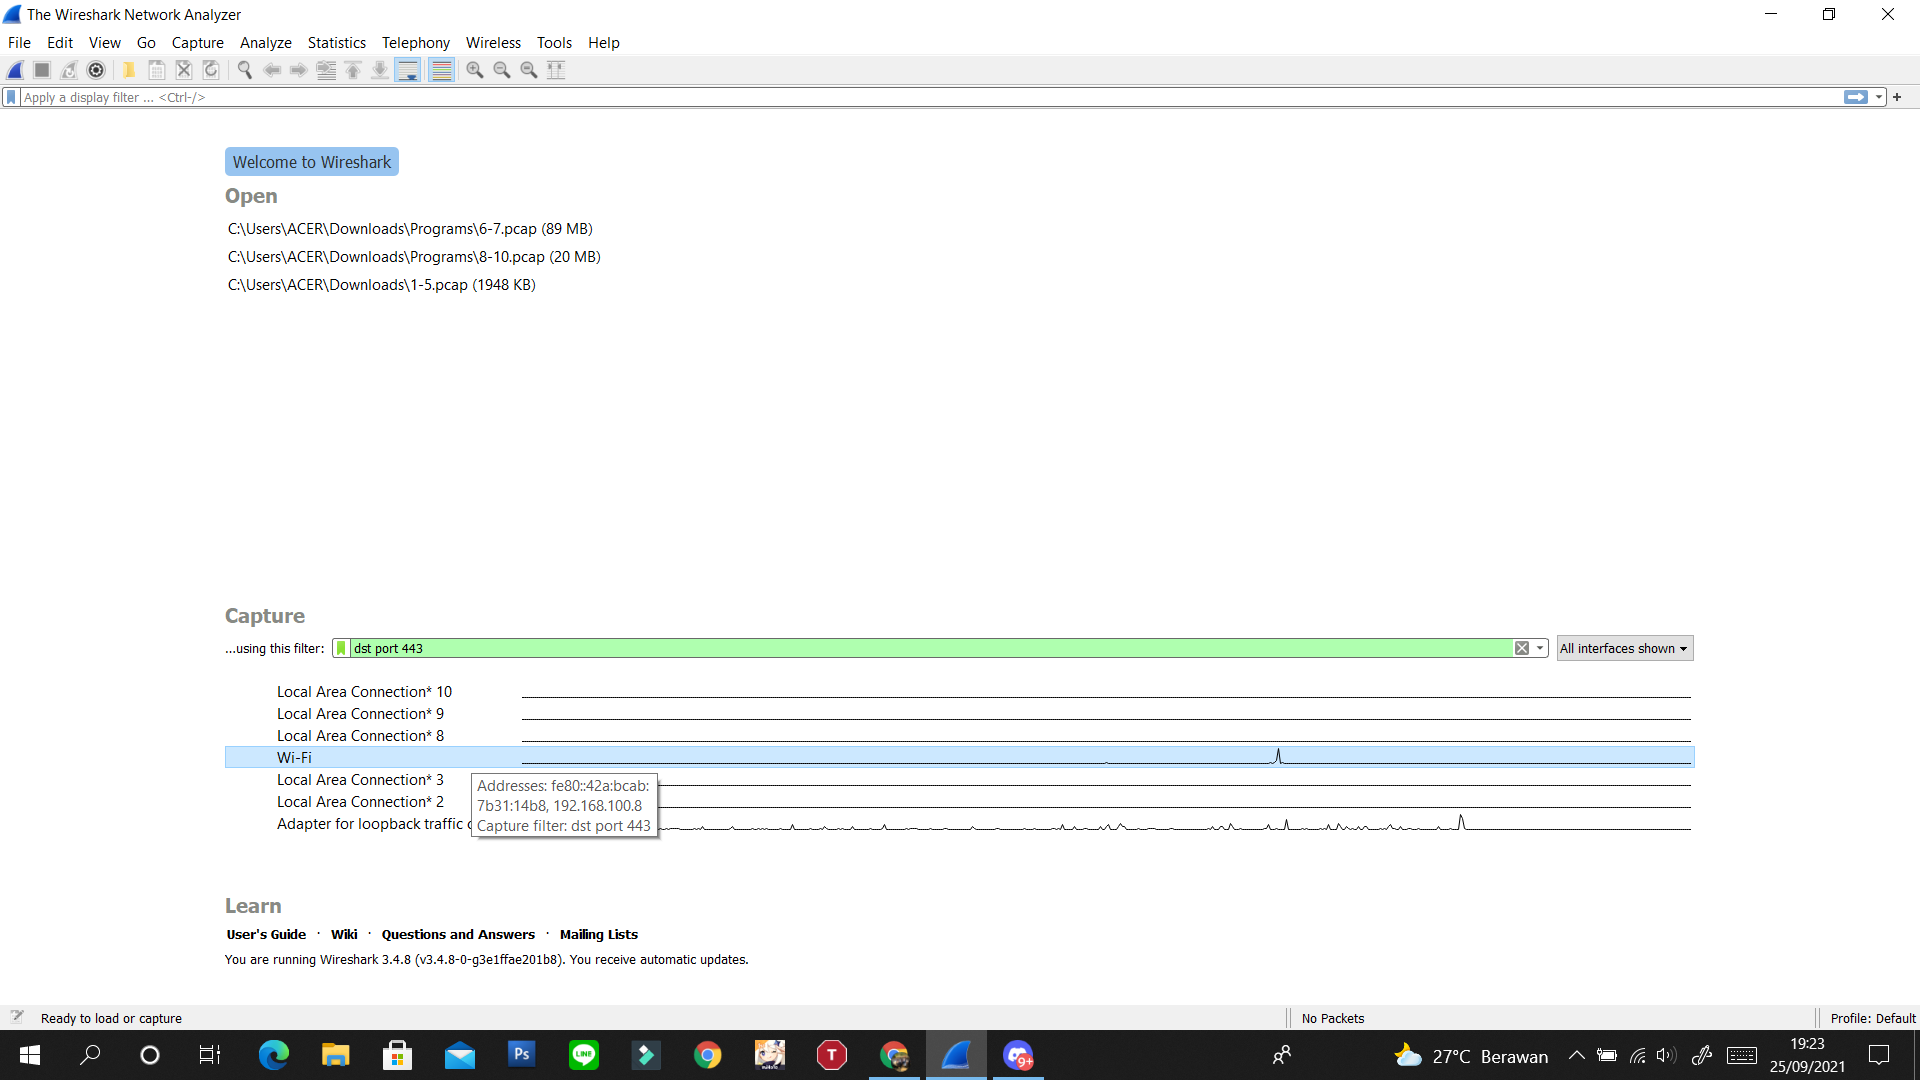 The Wireshark Network Analyzer
File Edit View Go Capture Analyze Statistics Telephony Wireless Tools Help
Apply a display filter ... <Ctrl-/>
Welcome to Wireshark
Open
C:\Users\ACER\Downloads\Programs\6-7.pcap (89 MB)
C:\Users\ACER\Downloads\Programs\8-10.pcap (20 MB)
C:\Users\ACER\Downloads\1-5.pcap (1948 KB)
Capture
...using this filter: dst port 443 All interfaces shown
Local Area Connection* 10
Local Area Connection* 9
Local Area Connection* 8
Wi-Fi
Local Area Connection* 3
Local Area Connection* 2
Adapter for loopback traffic c
Addresses: fe80::42a:bcab:
7b31:14b8, 192.168.100.8
Capture filter: dst port 443
Learn
User's Guide · Wiki · Questions and Answers · Mailing Lists
You are running Wireshark 3.4.8 (v3.4.8-0-g3e1ffae201b8). You receive automatic updates.
Ready to load or capture No Packets Profile: Default
Ps LINE T 9+ 27°C Berawan 19:23
25/09/2021